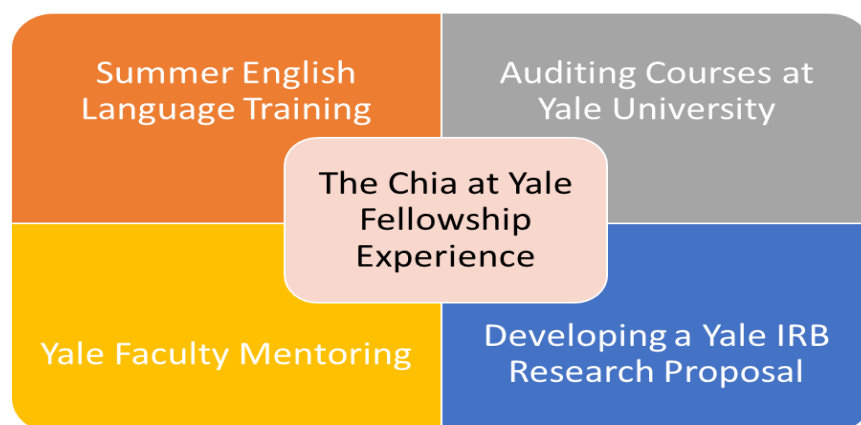 Summer English
Language Training
Auditing Courses at
Yale University
The Chia at Yale
Fellowship
Experience
Yale Faculty Mentoring
Developing a Yale IRB
Research Proposal